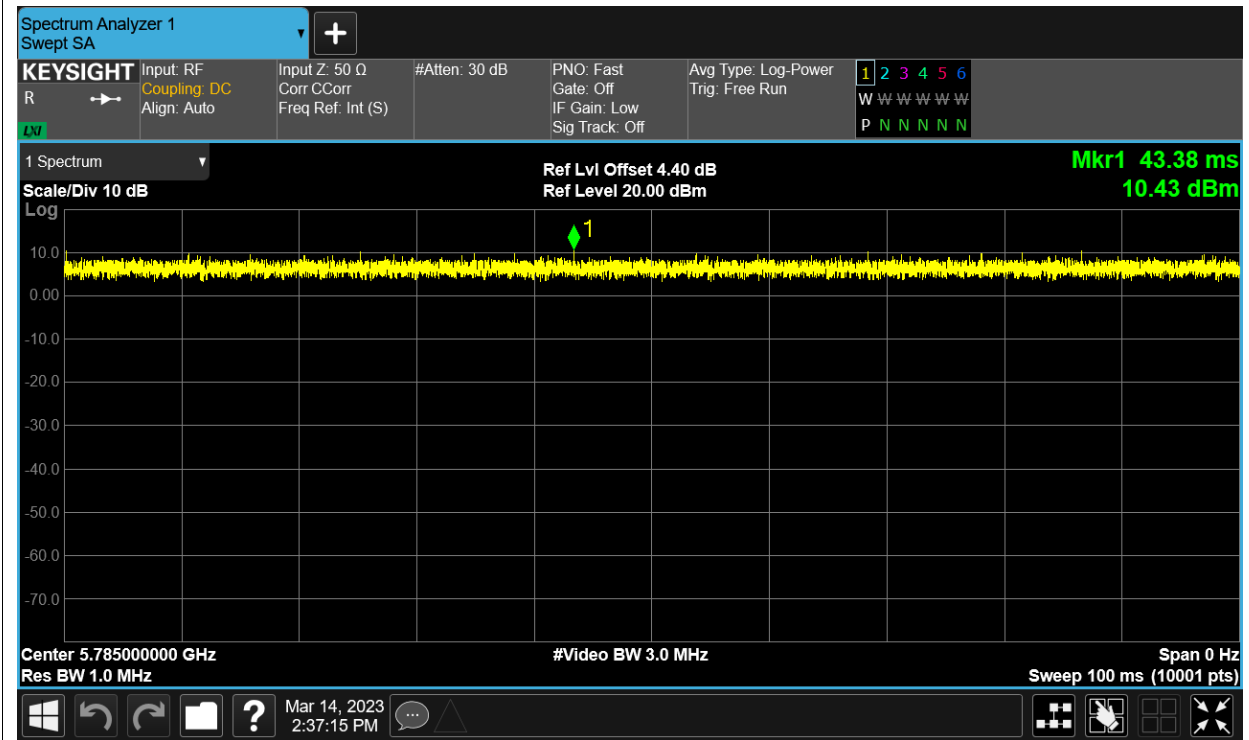 Spectrum Analyzer 1
Swept SA
KEYSIGHT
R
LXI
Input: RF
Coupling: DC
Align: Auto
Input Z: 50 Ω
Corr CCorr
Freq Ref: Int (S)
#Atten: 30 dB
PNO: Fast
Gate: Off
IF Gain: Low
Sig Track: Off
Avg Type: Log-Power
Trig: Free Run
1 2 3 4 5 6
W W W W W W
P N N N N N
1 Spectrum
Scale/Div 10 dB
Ref Lvl Offset 4.40 dB
Ref Level 20.00 dBm
Mkr1 43.38 ms
10.43 dBm
Log
1
10.0
0.00
-10.0
-20.0
-30.0
-40.0
-50.0
-60.0
-70.0
Center 5.785000000 GHz
Res BW 1.0 MHz
#Video BW 3.0 MHz
Span 0 Hz
Sweep 100 ms (10001 pts)
?
Mar 14, 2023
2:37:15 PM